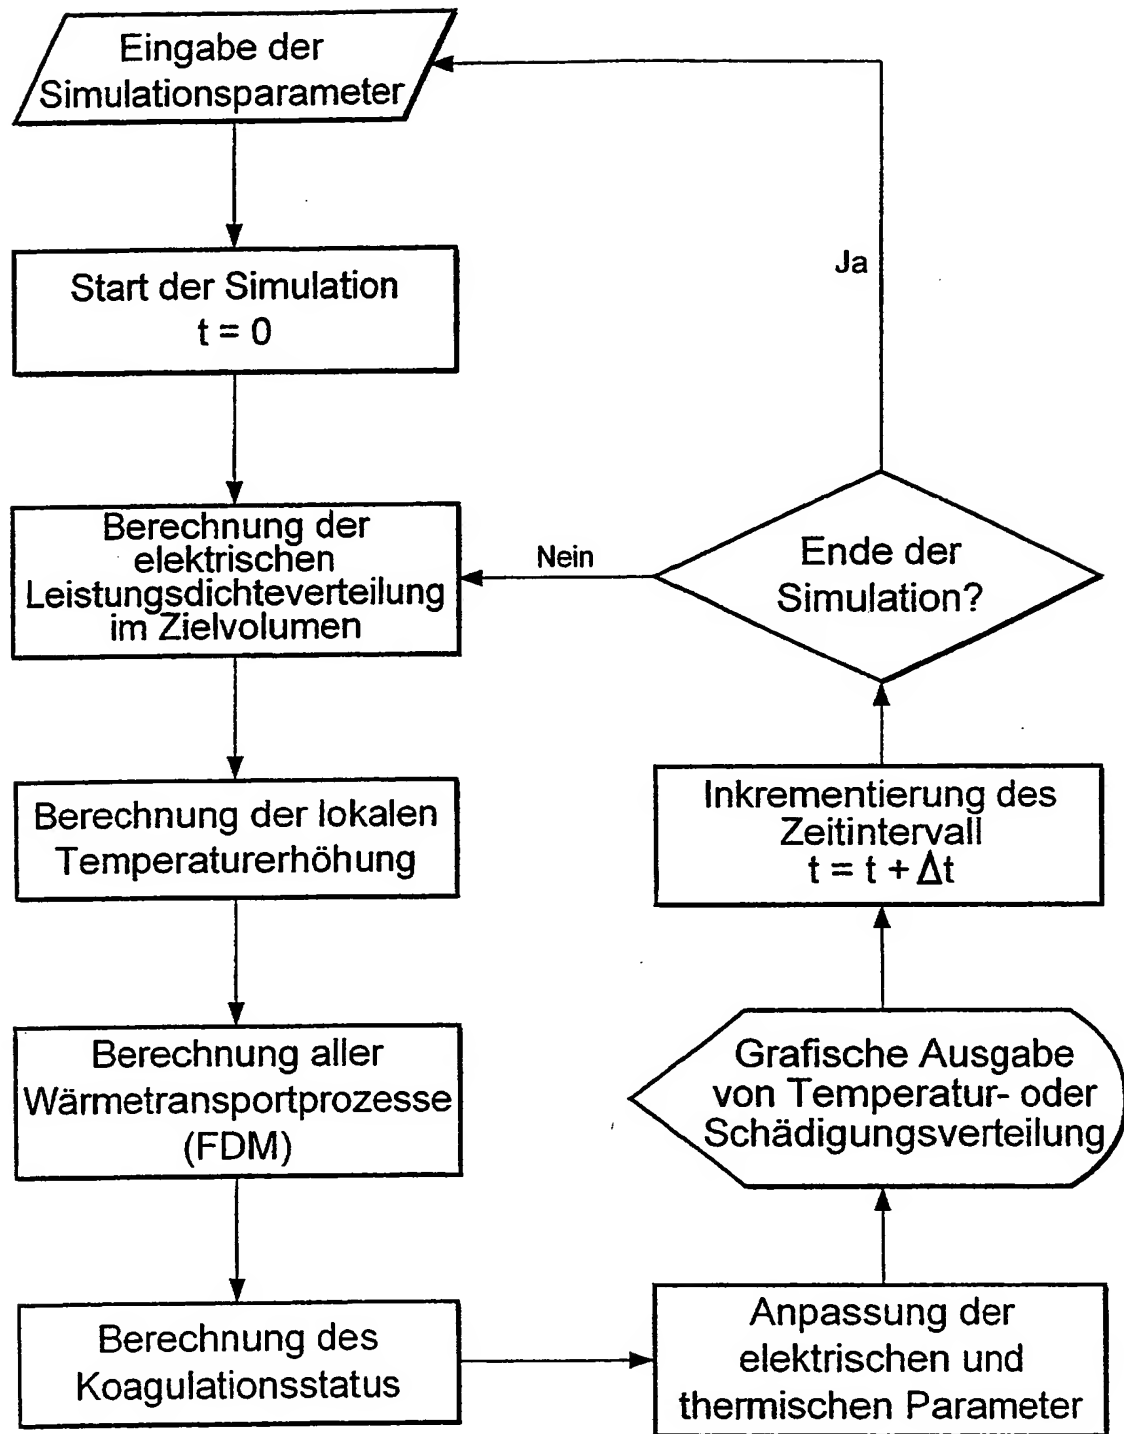 Eingabe der
Simulationsparameter
Start der Simulation
t = 0
Berechnung der
elektrischen
Leistungsdichteverteilung
im Zielvolumen
Berechnung der lokalen
Temperaturerhöhung
Berechnung aller
Wärmetransportprozesse
(FDM)
Berechnung des
Koagulationsstatus
Anpassung der
elektrischen und
thermischen Parameter
Grafische Ausgabe
von Temperatur- oder
Schädigungsverteilung
Inkrementierung des
Zeitintervall
t = t + Δt
Ende der
Simulation?
Nein
Ja